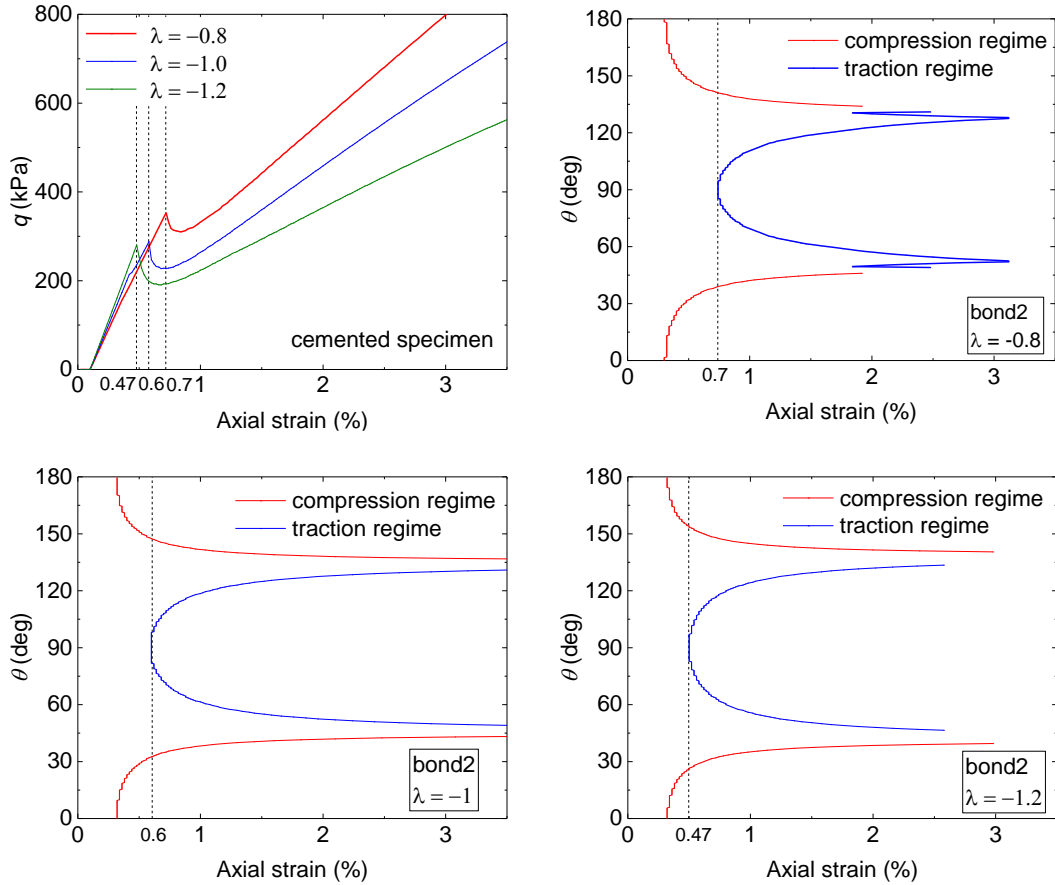 800
600
400
200
0
q (kPa)
λ = −0.8
λ = −1.0
λ = −1.2
cemented specimen
0 0.47 0.6 0.71 1 2 3
Axial strain (%)
180
150
120
90
60
30
0
θ (deg)
compression regime
traction regime
bond2
λ = -0.8
0 0.7 1 2 3
Axial strain (%)
180
150
120
90
60
30
0
θ (deg)
compression regime
traction regime
bond2
λ = −1
0 0.6 1 2 3
Axial strain (%)
180
150
120
90
60
30
0
θ (deg)
compression regime
traction regime
bond2
λ = −1.2
0 0.47 1 2 3
Axial strain (%)